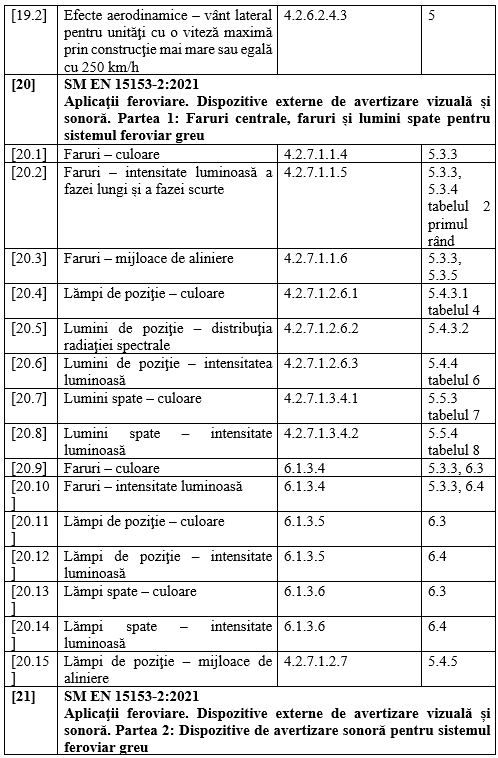 [19.2] Efecte aerodinamice – vânt lateral 4.2.6.2.4.3 5
pentru unităţi cu o viteză maximă
prin construcţie mai mare sau egală
cu 250 km/h
[20] SM EN 15153-2:2021
Aplicaţii feroviare. Dispozitive externe de avertizare vizuală și
sonoră. Partea 1: Faruri centrale, faruri și lumini spate pentru
sistemul feroviar greu
[20.1] Faruri – culoare 4.2.7.1.1.4 5.3.3
[20.2] Faruri – intensitate luminoasă a 4.2.7.1.1.5 5.3.3,
fazei lungi și a fazei scurte 5.3.4
tabelul 2
primul
rând
[20.3] Faruri – mijloace de aliniere 4.2.7.1.1.6 5.3.3,
5.3.5
[20.4] Lămpi de poziţie – culoare 4.2.7.1.2.6.1 5.4.3.1
tabelul 4
[20.5] Lumini de poziţie – distribuţia 4.2.7.1.2.6.2 5.4.3.2
radiaţiei spectrale
[20.6] Lumini de poziţie – intensitatea 4.2.7.1.2.6.3 5.4.4
luminoasă tabelul 6
[20.7] Lumini spate – culoare 4.2.7.1.3.4.1 5.5.3
tabelul 7
[20.8] Lumini spate – intensitate 4.2.7.1.3.4.2 5.5.4
luminoasă tabelul 8
[20.9] Faruri – culoare 6.1.3.4 5.3.3, 6.3
[20.10 Faruri – intensitate luminoasă 6.1.3.4 5.3.3, 6.4
]
[20.11 Lămpi de poziţie – culoare 6.1.3.5 6.3
]
[20.12 Lămpi de poziţie – intensitate 6.1.3.5 6.4
] luminoasă
[20.13 Lămpi spate – culoare 6.1.3.6 6.3
]
[20.14 Lămpi spate – intensitate 6.1.3.6 6.4
] luminoasă
[20.15 Lămpi de poziţie – mijloace de 4.2.7.1.2.7 5.4.5
] aliniere
[21] SM EN 15153-2:2021
Aplicaţii feroviare. Dispozitive externe de avertizare vizuală și
sonoră. Partea 2: Dispozitive de avertizare sonoră pentru sistemul
feroviar greu